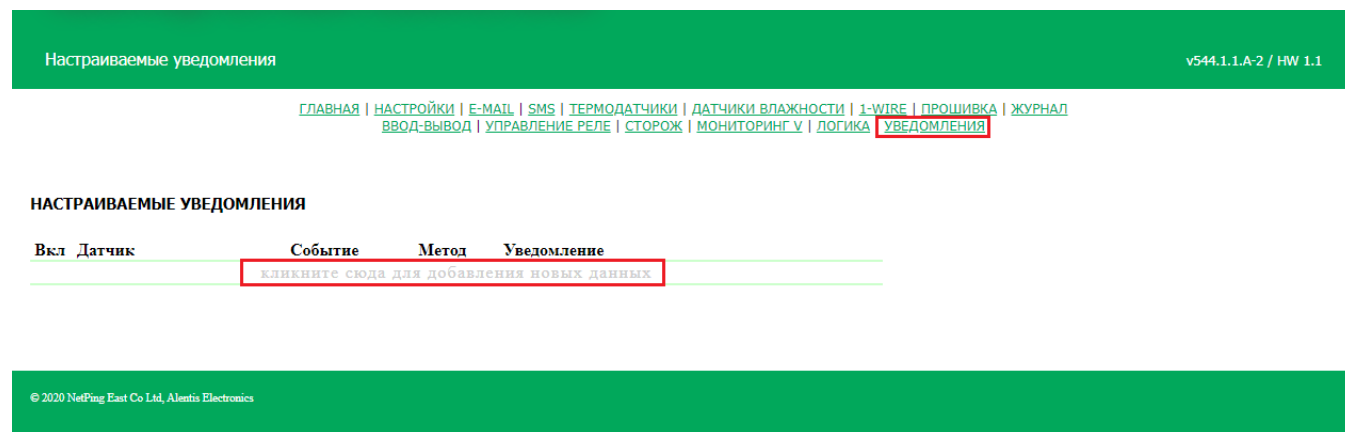 Настраиваемые уведомления
v544.1.1.A-2 / HW 1.1
ГЛАВНАЯ | НАСТРОЙКИ | E-MAIL | SMS | ТЕРМОДАТЧИКИ | ДАТЧИКИ ВЛАЖНОСТИ | 1-WIRE | ПРОШИВКА | ЖУРНАЛ
ВВОД-ВЫВОД | УПРАВЛЕНИЕ РЕЛЕ | СТОРОЖ | МОНИТОРИНГ V | ЛОГИКА УВЕДОМЛЕНИЯ
НАСТРАИВАЕМЫЕ УВЕДОМЛЕНИЯ
Вкл Датчик Событие Метод Уведомление
кликните сюда для добавления новых данных
© 2020 NetPing East Co Ltd, Alentis Electronics